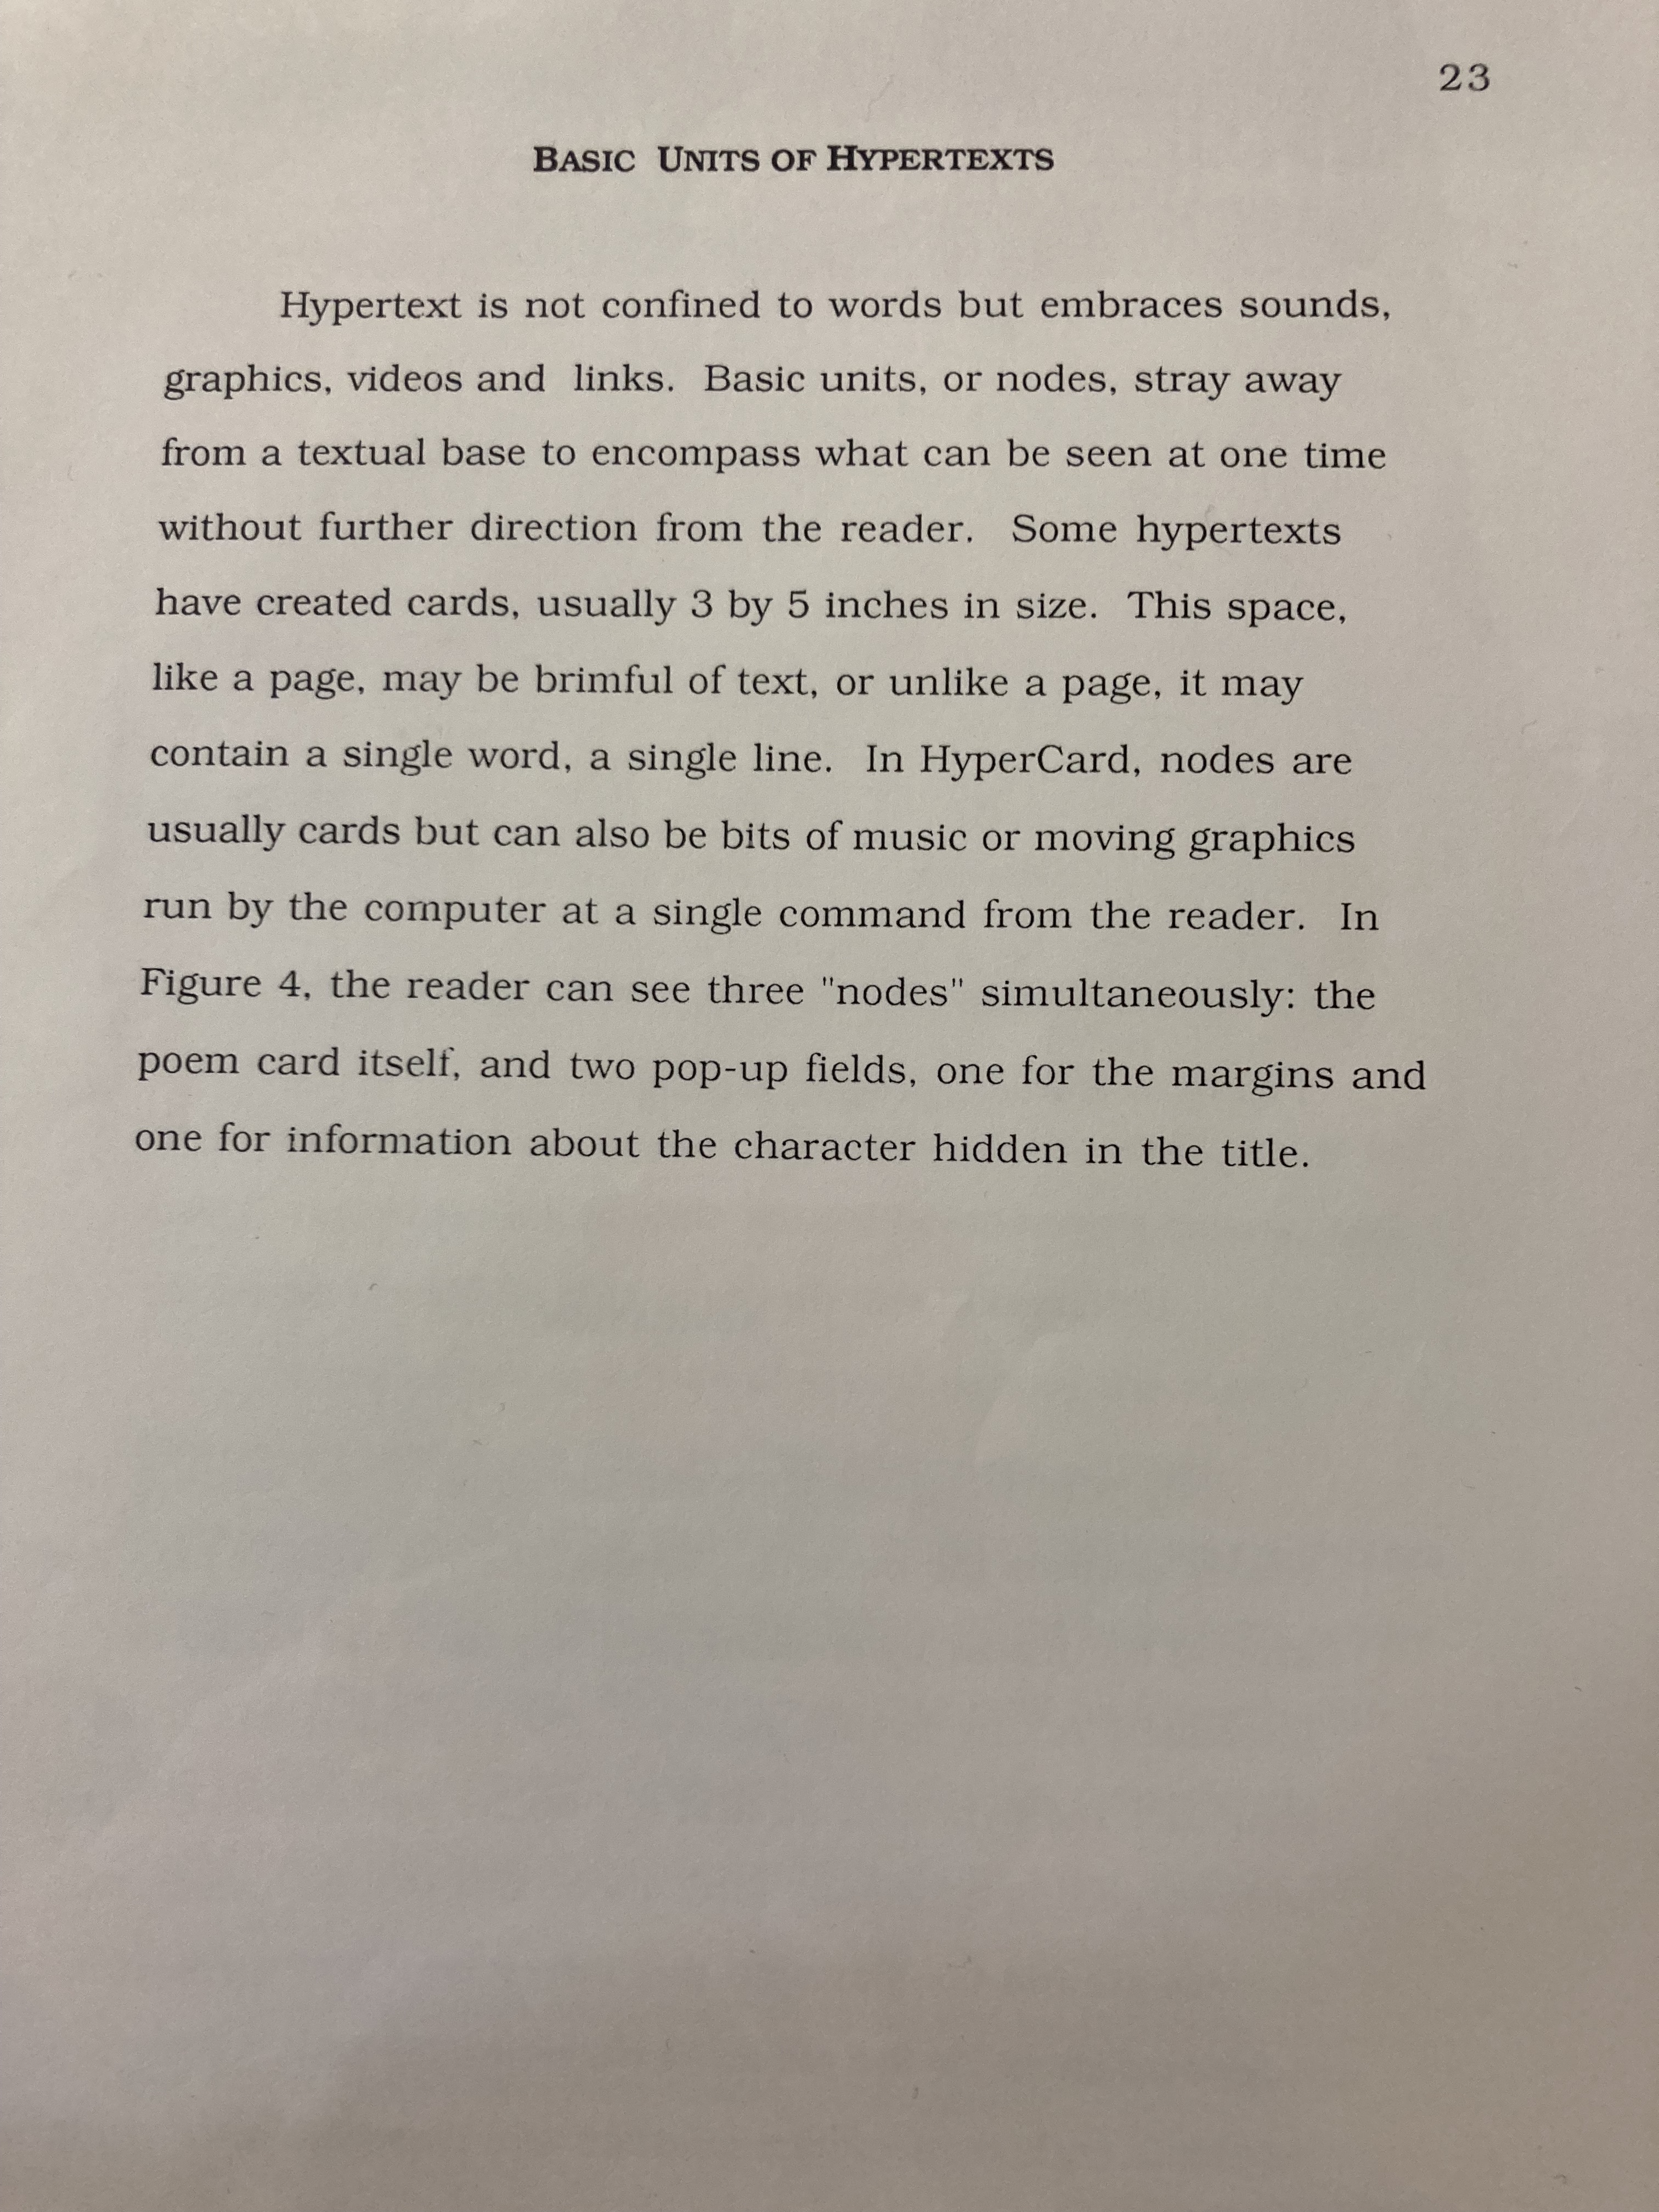 23
BASIC UNITS OF HYPERTEXTS
Hypertext is not confined to words but embraces sounds,
graphics, videos and links. Basic units, or nodes, stray away
from a textual base to encompass what can be seen at one time
without further direction from the reader. Some hypertexts
have created cards, usually 3 by 5 inches in size. This space,
like a page, may be brimful of text, or unlike a page, it may
contain a single word, a single line. In HyperCard, nodes are
usually cards but can also be bits of music or moving graphics
run by the computer at a single command from the reader. In
Figure 4, the reader can see three "nodes" simultaneously: the
poem card itself, and two pop-up fields, one for the margins and
one for information about the character hidden in the title.